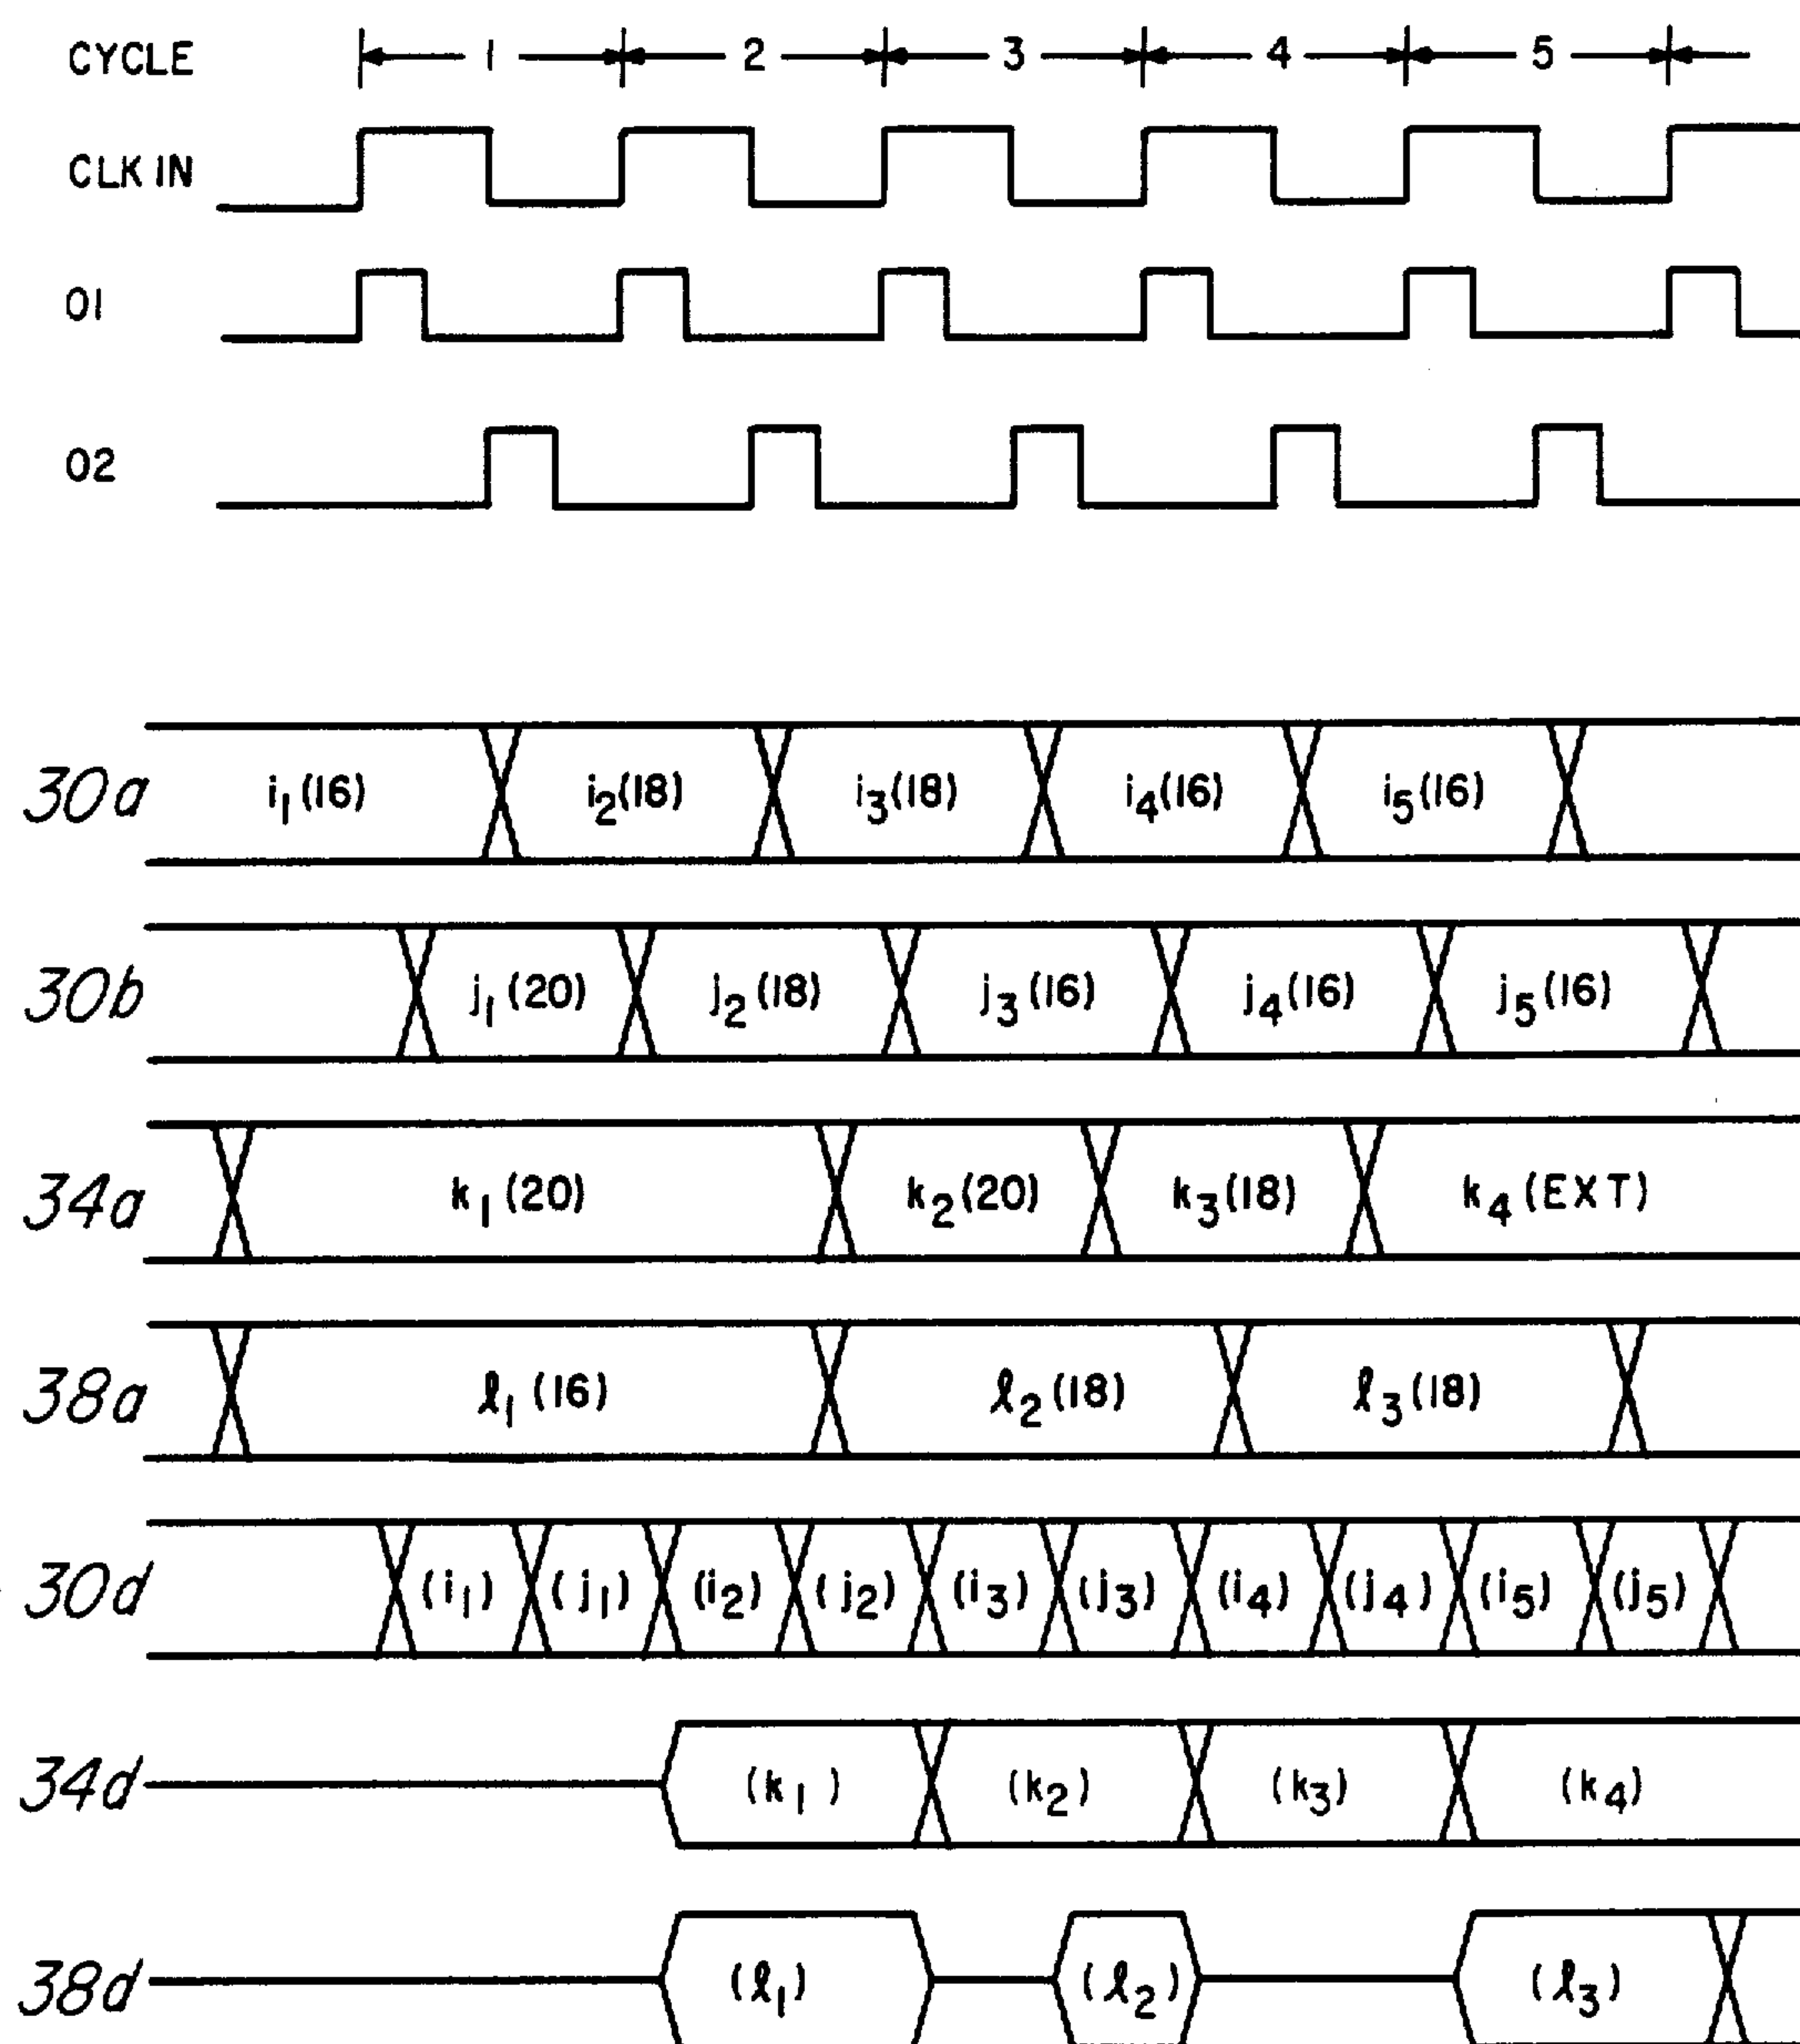 CYCLE 1 2 3 4 5
CLK IN
01
02
30a i₁(16) i₂(18) i₃(18) i₄(16) i₅(16)
30b j₁(20) j₂(18) j₃(16) j₄(16) j₅(16)
34a k₁(20) k₂(20) k₃(18) k₄(EXT)
38a ℓ₁(16) ℓ₂(18) ℓ₃(18)
30d (i₁) (j₁) (i₂) (j₂) (i₃) (j₃) (i₄) (j₄) (i₅) (j₅)
34d (k₁) (k₂) (k₃) (k₄)
38d (ℓ₁) (ℓ₂) (ℓ₃)